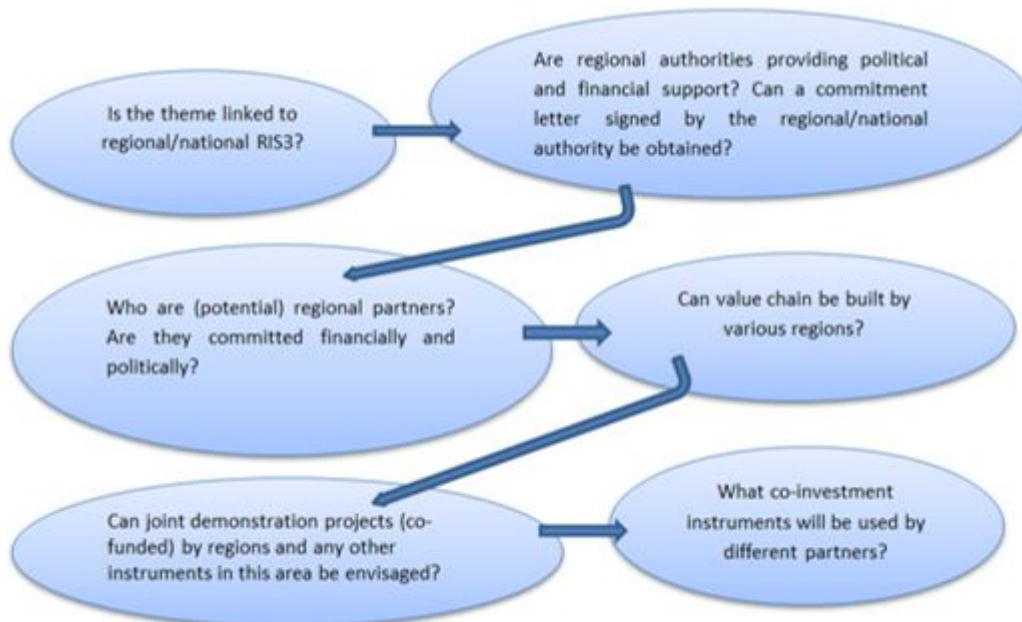 Is the theme linked to
regional/national RIS3?
Are regional authorities providing political
and financial support? Can a commitment
letter signed by the regional/national
authority be obtained?
Who are (potential) regional partners?
Are they committed financially and
politically?
Can value chain be built by
various regions?
Can joint demonstration projects (co-
funded) by regions and any other
instruments in this area be envisaged?
What co-investment
instruments will be used by
different partners?